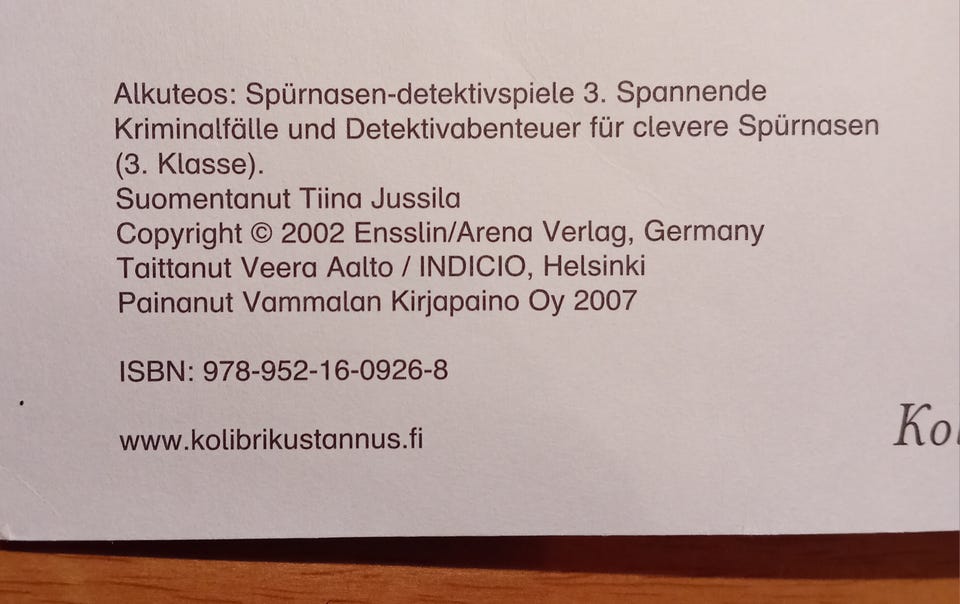 Alkuteos: Spürnasen-detektivspiele 3. Spannende
Kriminalfälle und Detektivabenteuer für clevere Spürnasen
(3. Klasse).
Suomentanut Tiina Jussila
Copyright © 2002 Ensslin/Arena Verlag, Germany
Taittanut Veera Aalto / INDICIO, Helsinki
Painanut Vammalan Kirjapaino Oy 2007
ISBN: 978-952-16-0926-8
www.kolibrikustannus.fi